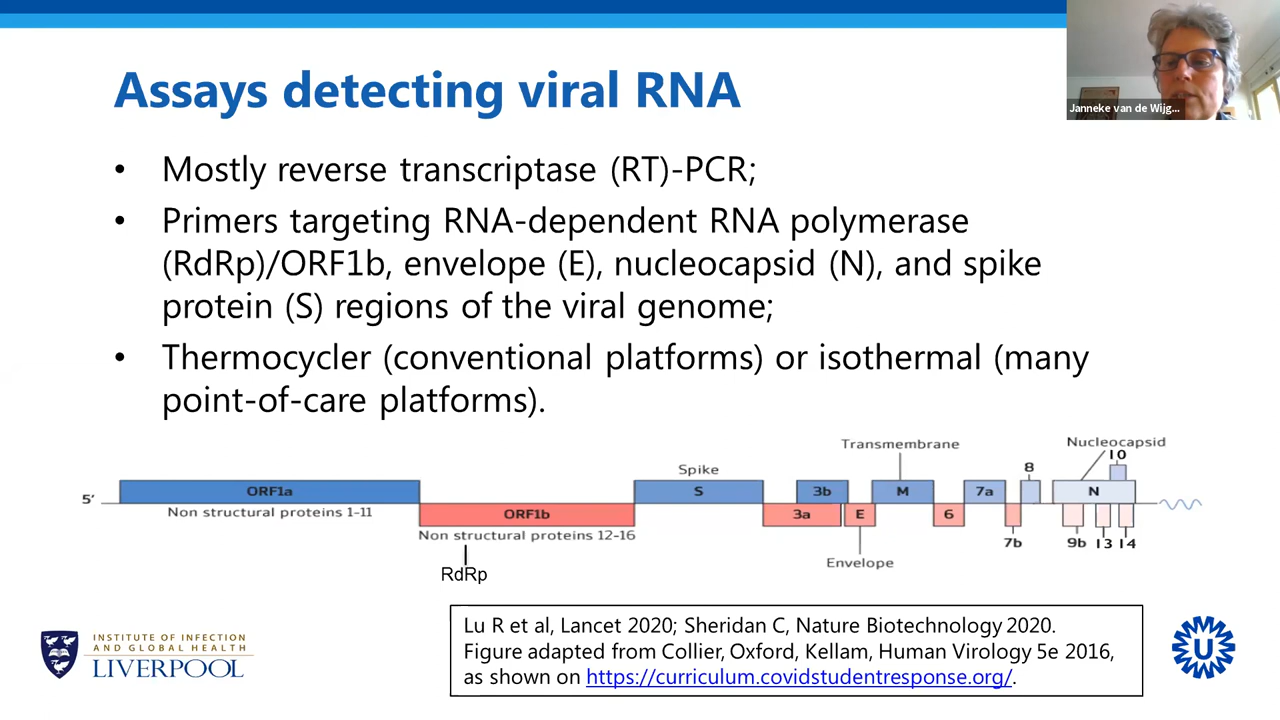 Assays detecting viral RNA
Janneke van de Wijg...
• Mostly reverse transcriptase (RT)-PCR;
• Primers targeting RNA-dependent RNA polymerase
(RdRp)/ORF1b, envelope (E), nucleocapsid (N), and spike
protein (S) regions of the viral genome;
• Thermocycler (conventional platforms) or isothermal (many
point-of-care platforms).
Transmembrane
Nucleocapsid
Spike
8
10
5'
ORF1a
S
3b
M
7a
N
Non structural proteins 1-11
ORF1b
3a
E
6
Non structural proteins 12-16
7b
9b 13 14
Envelope
RdRp
INSTITUTE OF INFECTION
AND GLOBAL HEALTH
LIVERPOOL
Lu R et al, Lancet 2020; Sheridan C, Nature Biotechnology 2020.
Figure adapted from Collier, Oxford, Kellam, Human Virology 5e 2016,
as shown on https://curriculum.covidstudentresponse.org/.